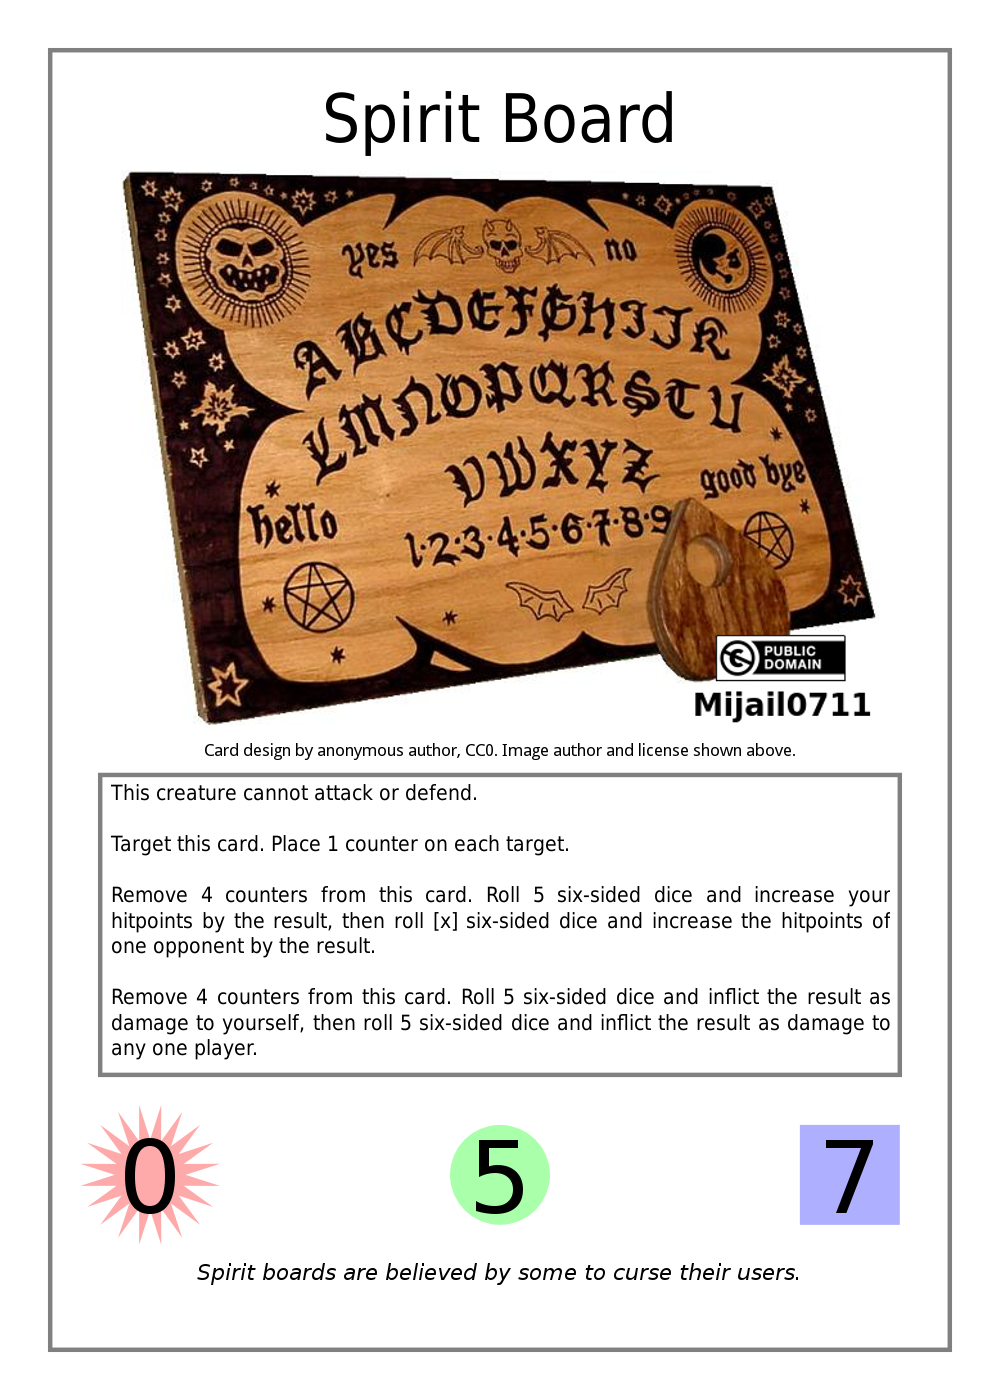 Spirit Board
yes no
ABCDEFGHIJK
LMNOPQRSTU
VWXYZ
good bye
hello
1·2·3·4·5·6·7·8·9
PUBLIC
DOMAIN
Mijail0711
Card design by anonymous author, CC0. Image author and license shown above.
This creature cannot attack or defend.
Target this card. Place 1 counter on each target.
Remove 4 counters from this card. Roll 5 six-sided dice and increase your
hitpoints by the result, then roll [x] six-sided dice and increase the hitpoints of
one opponent by the result.
Remove 4 counters from this card. Roll 5 six-sided dice and inflict the result as
damage to yourself, then roll 5 six-sided dice and inflict the result as damage to
any one player.
0 5 7
Spirit boards are believed by some to curse their users.